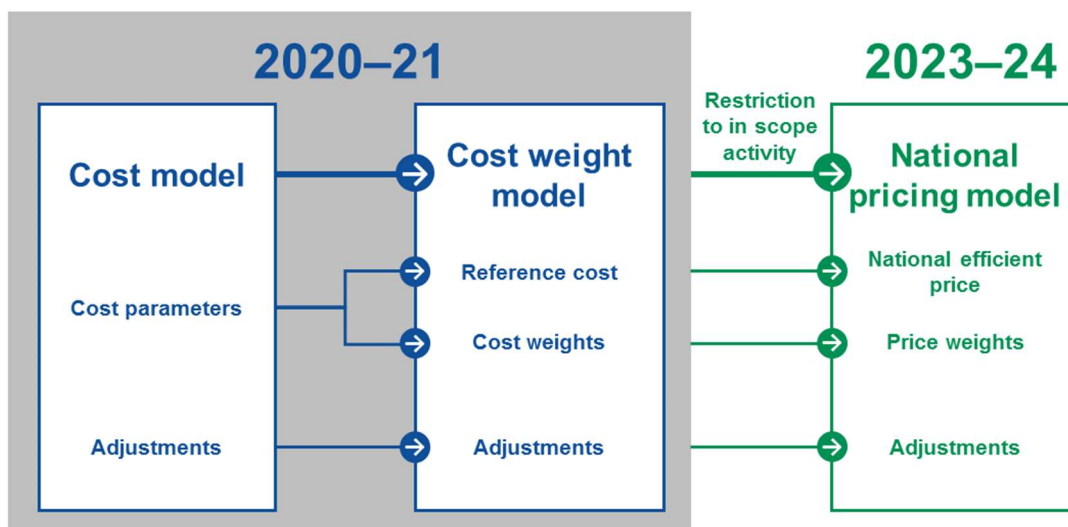 2020–21
2023–24
Cost model
Cost weight
model
Restriction
to in scope
activity
National
pricing model
Cost parameters
Reference cost
Cost weights
National efficient
price
Price weights
Adjustments
Adjustments
Adjustments